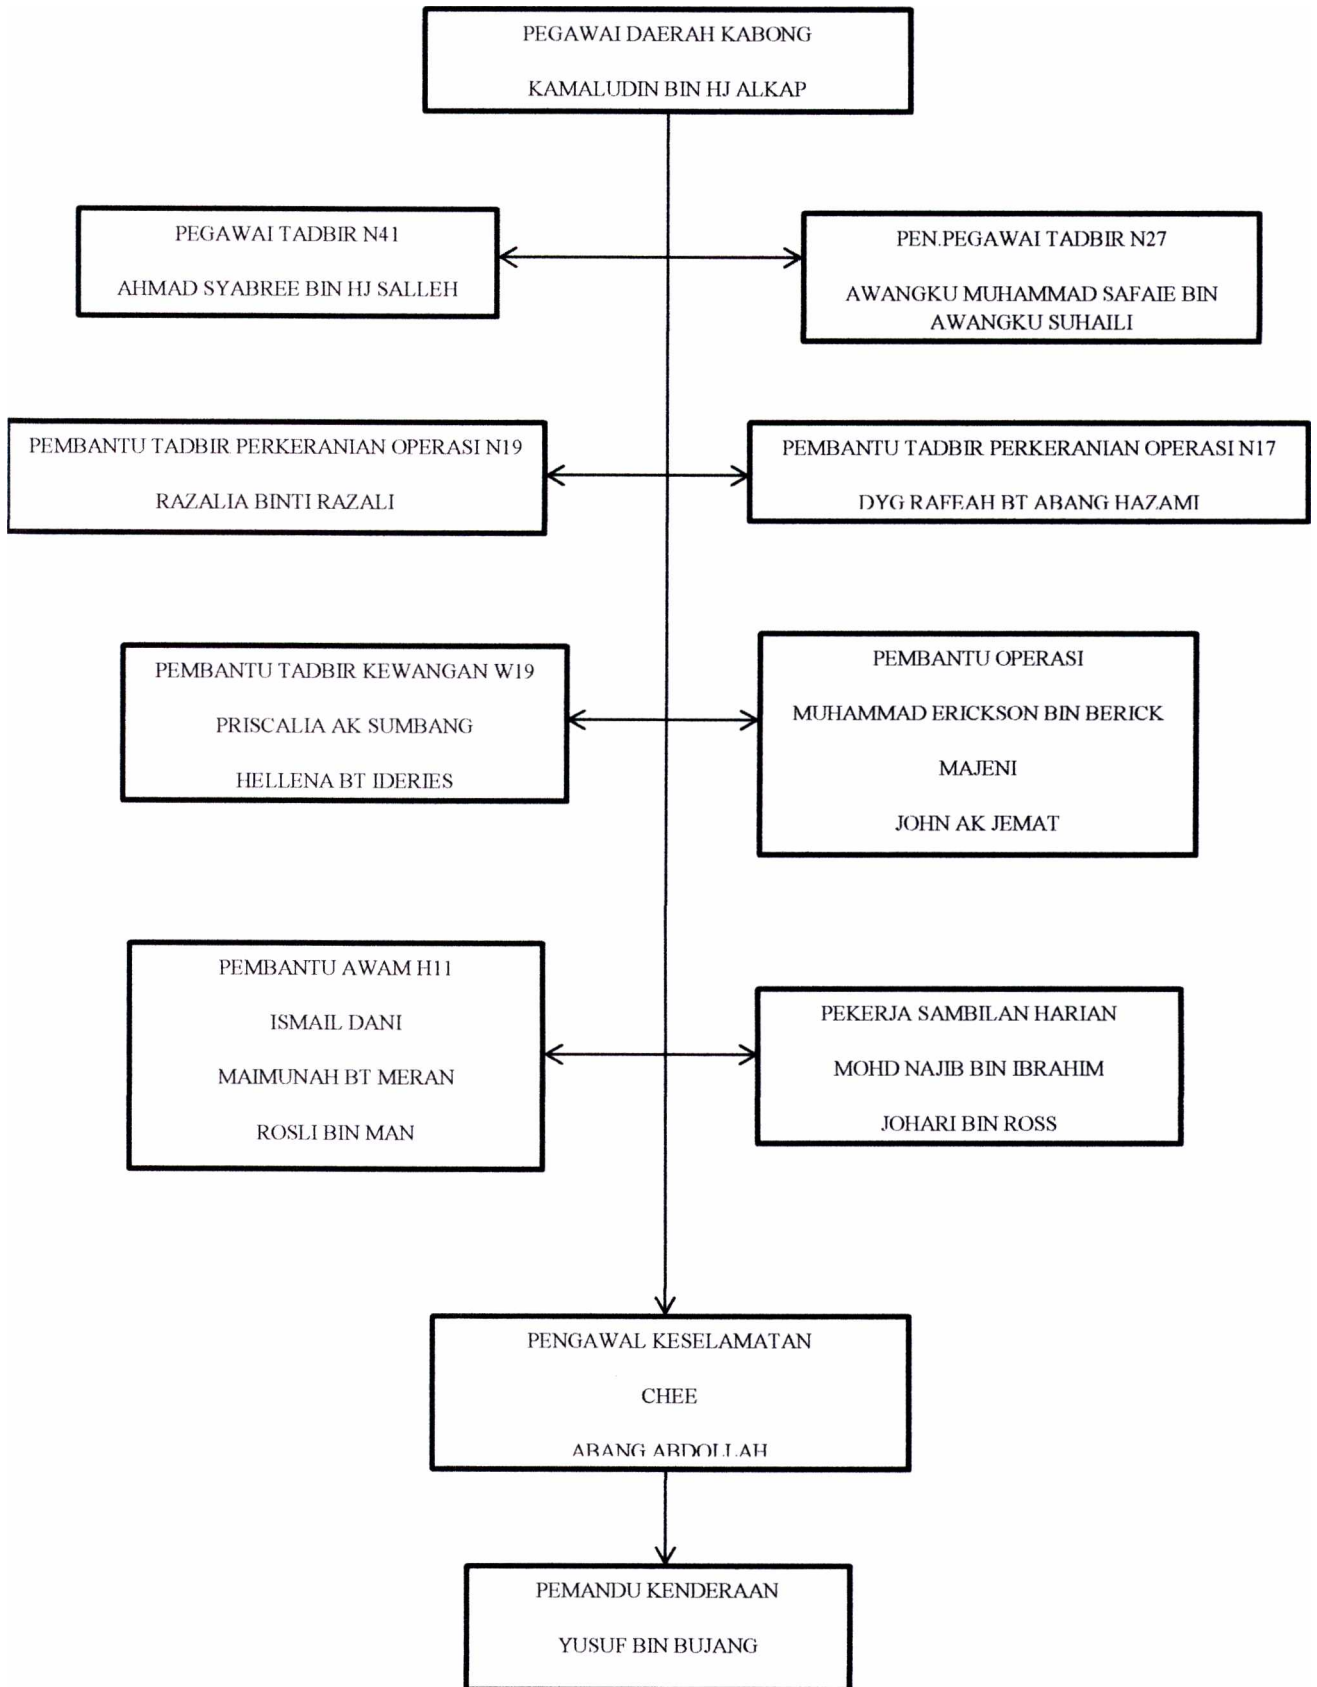 PEGAWAI DAERAH KABONG
KAMALUDIN BIN HJ ALKAP
PEGAWAI TADBIR N41
AHMAD SYABREE BIN HJ SALLEH
PEN.PEGAWAI TADBIR N27
AWANGKU MUHAMMAD SAFAIE BIN
AWANGKU SUHAILI
PEMBANTU TADBIR PERKERANIAN OPERASI N19
RAZALIA BINTI RAZALI
PEMBANTU TADBIR PERKERANIAN OPERASI N17
DYG RAFEAH BT ABANG HAZAMI
PEMBANTU TADBIR KEWANGAN W19
PRISCALIA AK SUMBANG
HELLENA BT IDERIES
PEMBANTU OPERASI
MUHAMMAD ERICKSON BIN BERICK
MAJENI
JOHN AK JEMAT
PEMBANTU AWAM H11
ISMAIL DANI
MAIMUNAH BT MERAN
ROSLI BIN MAN
PEKERJA SAMBILAN HARIAN
MOHD NAJIB BIN IBRAHIM
JOHARI BIN ROSS
PENGAWAL KESELAMATAN
CHEE
ABANG ABDOLLAH
PEMANDU KENDERAAN
YUSUF BIN BUJANG